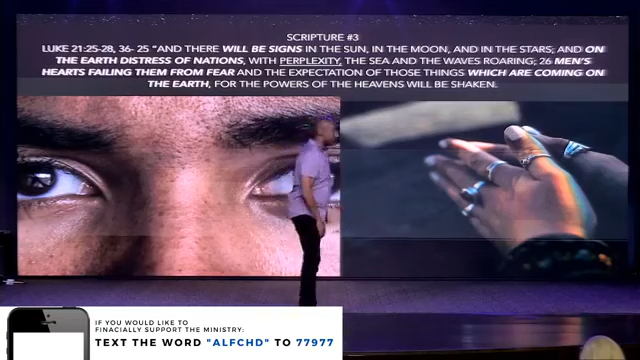 SCRIPTURE #3
LUKE 21:25-28, 36- 25 "AND THERE WILL BE SIGNS IN THE SUN, IN THE MOON, AND IN THE STARS; AND ON
THE EARTH DISTRESS OF NATIONS, WITH PERPLEXITY, THE SEA AND THE WAVES ROARING; 26 MEN'S
HEARTS FAILING THEM FROM FEAR AND THE EXPECTATION OF THOSE THINGS WHICH ARE COMING ON
THE EARTH, FOR THE POWERS OF THE HEAVENS WILL BE SHAKEN.
IF YOU WOULD LIKE TO
FINACIALLY SUPPORT THE MINISTRY:
TEXT THE WORD "ALFCHD" TO 77977